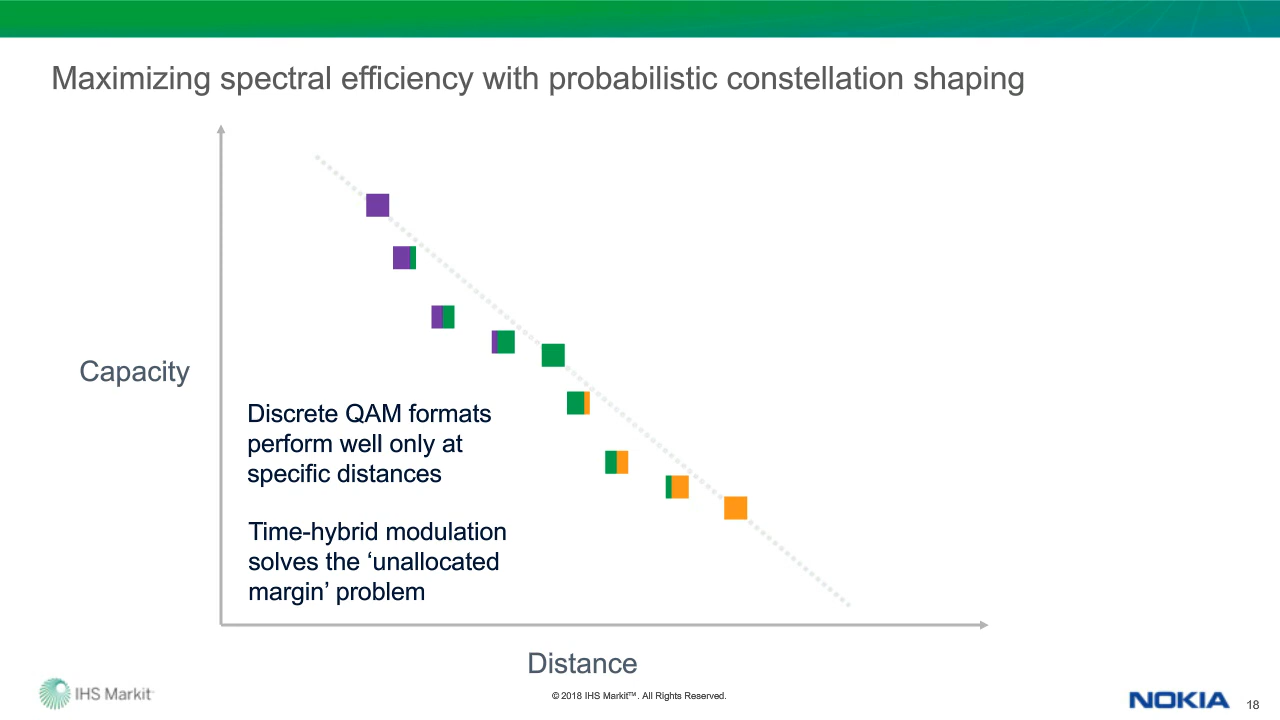 Maximizing spectral efficiency with probabilistic constellation shaping
Capacity
Discrete QAM formats
perform well only at
specific distances
Time-hybrid modulation
solves the ‘unallocated
margin’ problem
Distance
IHS Markit™
© 2018 IHS Markit™. All Rights Reserved.
NOKIA
18